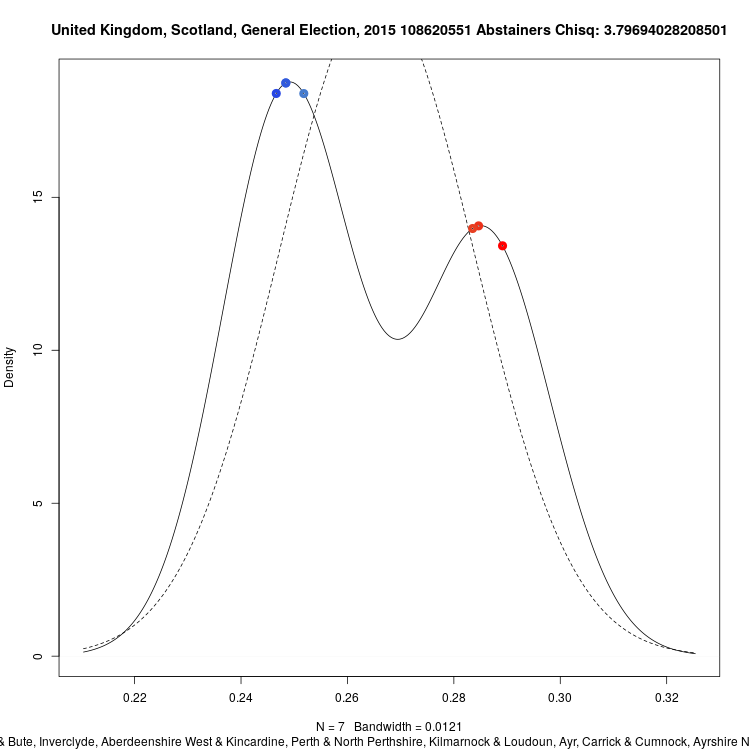 United Kingdom, Scotland, General Election, 2015 108620551 Abstainers Chisq: 3.79694028208501
Density
15
10
5
0
0.22 0.24 0.26 0.28 0.30 0.32
N = 7 Bandwidth = 0.0121
& Bute, Inverclyde, Aberdeenshire West & Kincardine, Perth & North Perthshire, Kilmarnock & Loudoun, Ayr, Carrick & Cumnock, Ayrshire N